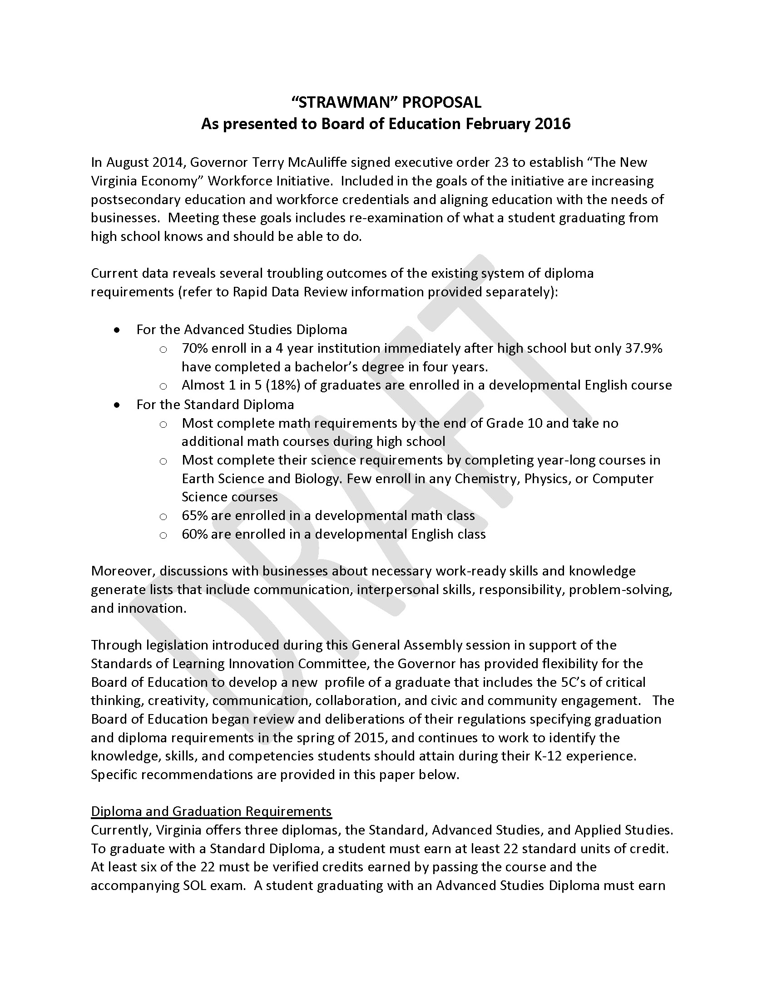 “STRAWMAN” PROPOSAL
As presented to Board of Education February 2016
In August 2014, Governor Terry McAuliffe signed executive order 23 to establish “The New
Virginia Economy” Workforce Initiative.  Included in the goals of the initiative are increasing
postsecondary education and workforce credentials and aligning education with the needs of
businesses.  Meeting these goals includes re-examination of what a student graduating from
high school knows and should be able to do.
Current data reveals several troubling outcomes of the existing system of diploma
requirements (refer to Rapid Data Review information provided separately):
• For the Advanced Studies Diploma
o 70% enroll in a 4 year institution immediately after high school but only 37.9%
have completed a bachelor’s degree in four years.
o Almost 1 in 5 (18%) of graduates are enrolled in a developmental English course
• For the Standard Diploma
o Most complete math requirements by the end of Grade 10 and take no
additional math courses during high school
o Most complete their science requirements by completing year-long courses in
Earth Science and Biology. Few enroll in any Chemistry, Physics, or Computer
Science courses
o 65% are enrolled in a developmental math class
o 60% are enrolled in a developmental English class
Moreover, discussions with businesses about necessary work-ready skills and knowledge
generate lists that include communication, interpersonal skills, responsibility, problem-solving,
and innovation.
Through legislation introduced during this General Assembly session in support of the
Standards of Learning Innovation Committee, the Governor has provided flexibility for the
Board of Education to develop a new  profile of a graduate that includes the 5C’s of critical
thinking, creativity, communication, collaboration, and civic and community engagement.   The
Board of Education began review and deliberations of their regulations specifying graduation
and diploma requirements in the spring of 2015, and continues to work to identify the
knowledge, skills, and competencies students should attain during their K-12 experience.
Specific recommendations are provided in this paper below.
Diploma and Graduation Requirements
Currently, Virginia offers three diplomas, the Standard, Advanced Studies, and Applied Studies.
To graduate with a Standard Diploma, a student must earn at least 22 standard units of credit.
At least six of the 22 must be verified credits earned by passing the course and the
accompanying SOL exam.  A student graduating with an Advanced Studies Diploma must earn
DRAFT